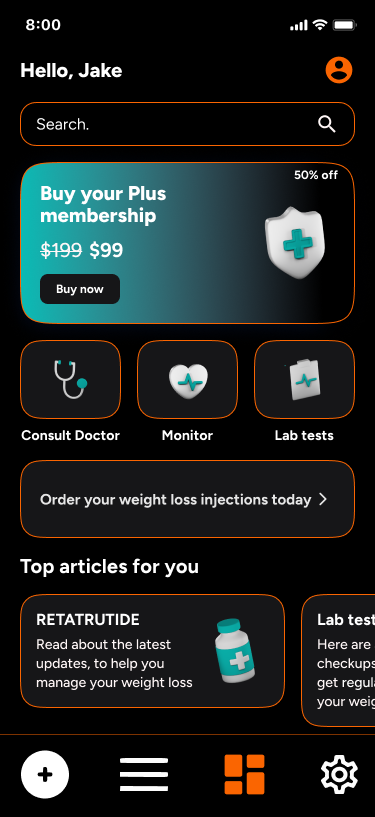 8:00
Hello, Jake
Search.
50% off
Buy your Plus
membership
$199 $99
Buy now
Consult Doctor
Monitor
Lab tests
Order your weight loss injections today
Top articles for you
RETATRUTIDE
Read about the latest
updates, to help you
manage your weight loss
Lab test
Here are
checkups
get regula
your weig